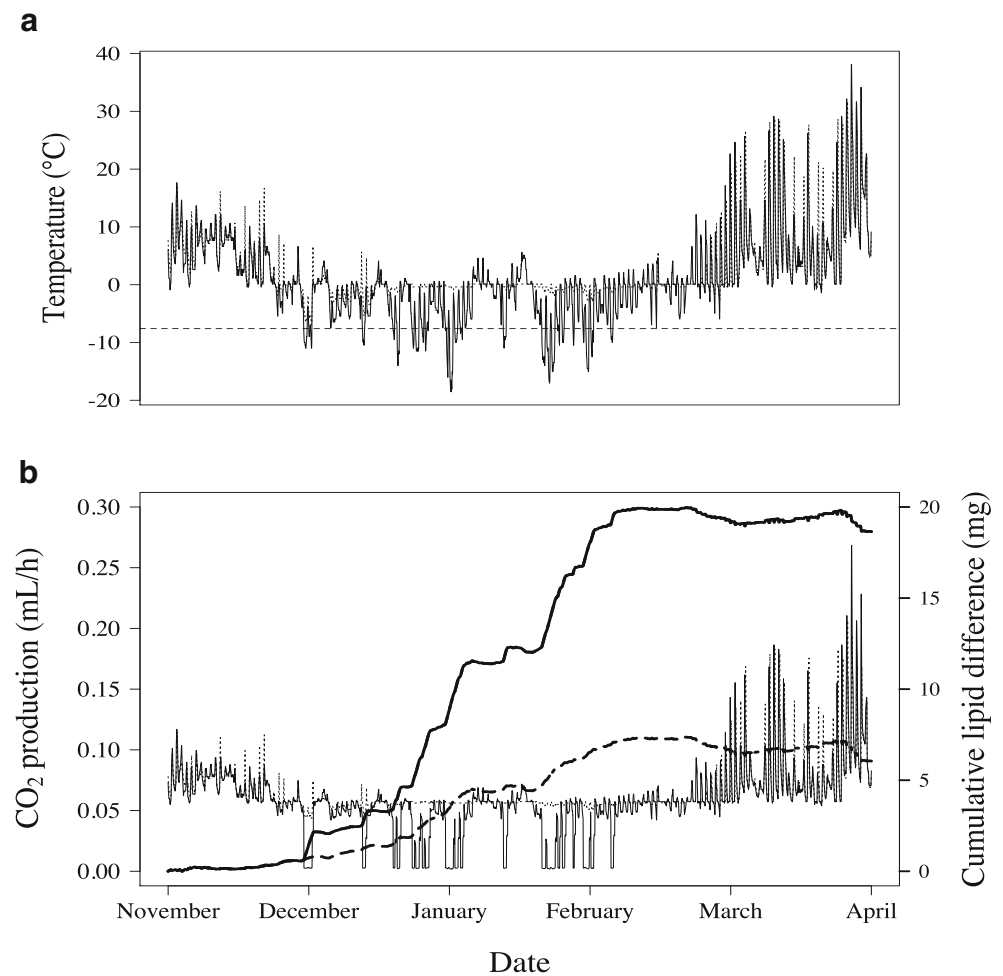 a
40
30
20
10
0
-10
-20
Temperature (°C)
b
0.30
0.25
0.20
0.15
0.10
0.05
0.00
CO₂ production (mL/h)
20
15
10
5
0
Cumulative lipid difference (mg)
November December January February March April
Date